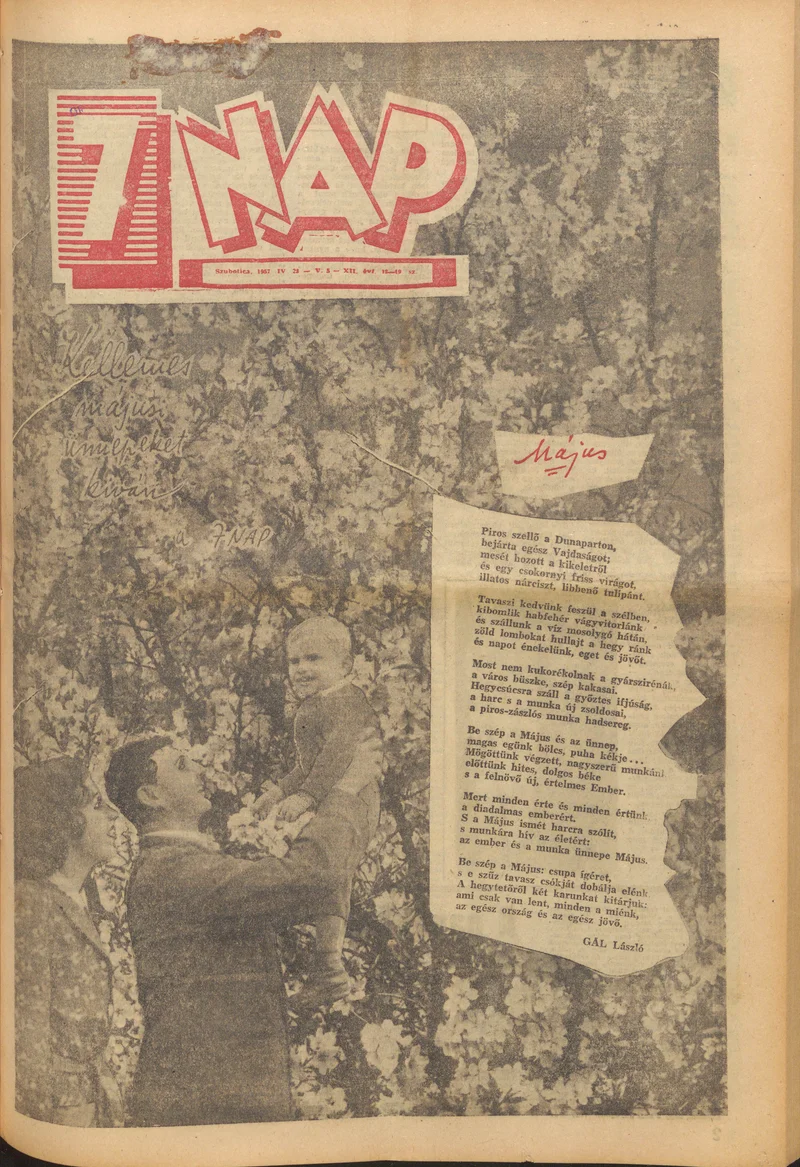 7 NAP
Szubotica, 1957 IV 28 — V. 5 — XII. évf 18—19 sz
Kellemes
májusi
ünnepeket
kíván
a 7 NAP
Május
Piros szellő a Dunaparton,
bejárta egész Vajdaságot;
mesét hozott a kikeletről
és egy csokornyi friss virágot,
illatos nárciszt, libbenő tulipánt.
Tavaszi kedvünk feszül a szélben,
kibomlik habfehér vágyvitorlánk
és szállunk a víz mosolygó hátán,
zöld lombokat hullajt a hegy ránk
és napot énekelünk, eget és jövőt.
Most nem kukorékolnak a gyárszirénák,
a város büszke, szép kakasai.
Hegycsúcsra száll a győztes ifjúság,
a harc s a munka új zsoldosai,
a piros-zászlós munka hadsereg.
Be szép a Május és az ünnep,
magas egünk bölcs, puha kékje...
Mögöttünk végzett, nagyszerű munkánk
előttünk hites, dolgos béke
s a felnövő új, értelmes Ember.
Mert minden érte és minden értünk
a diadalmas emberért.
S a Május ismét harcra szólít,
s munkára hív az életért:
az ember és a munka ünnepe Május.
Be szép a Május: csupa ígéret,
s e szűz tavasz csókját dobálja elénk
A hegytetőről két karunkat kitárjuk:
ami csak van lent, minden a miénk,
az egész ország és az egész jövő.
GÁL László